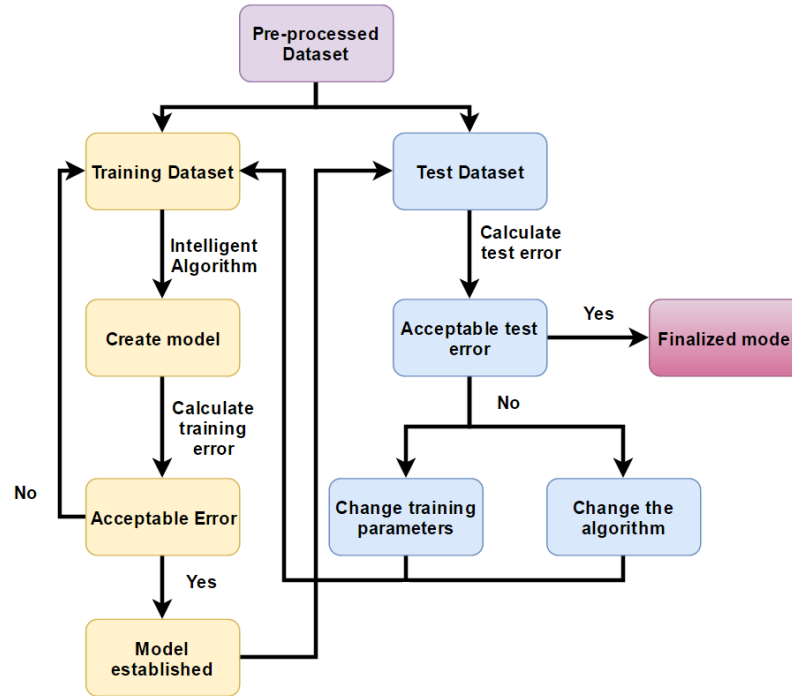 Pre-processed
Dataset
Training Dataset
Test Dataset
Intelligent
Algorithm
Calculate
test error
Create model
Acceptable test
error
Yes
Finalized model
Calculate
training
error
No
No
Acceptable Error
Change training
parameters
Change the
algorithm
Yes
Model
established